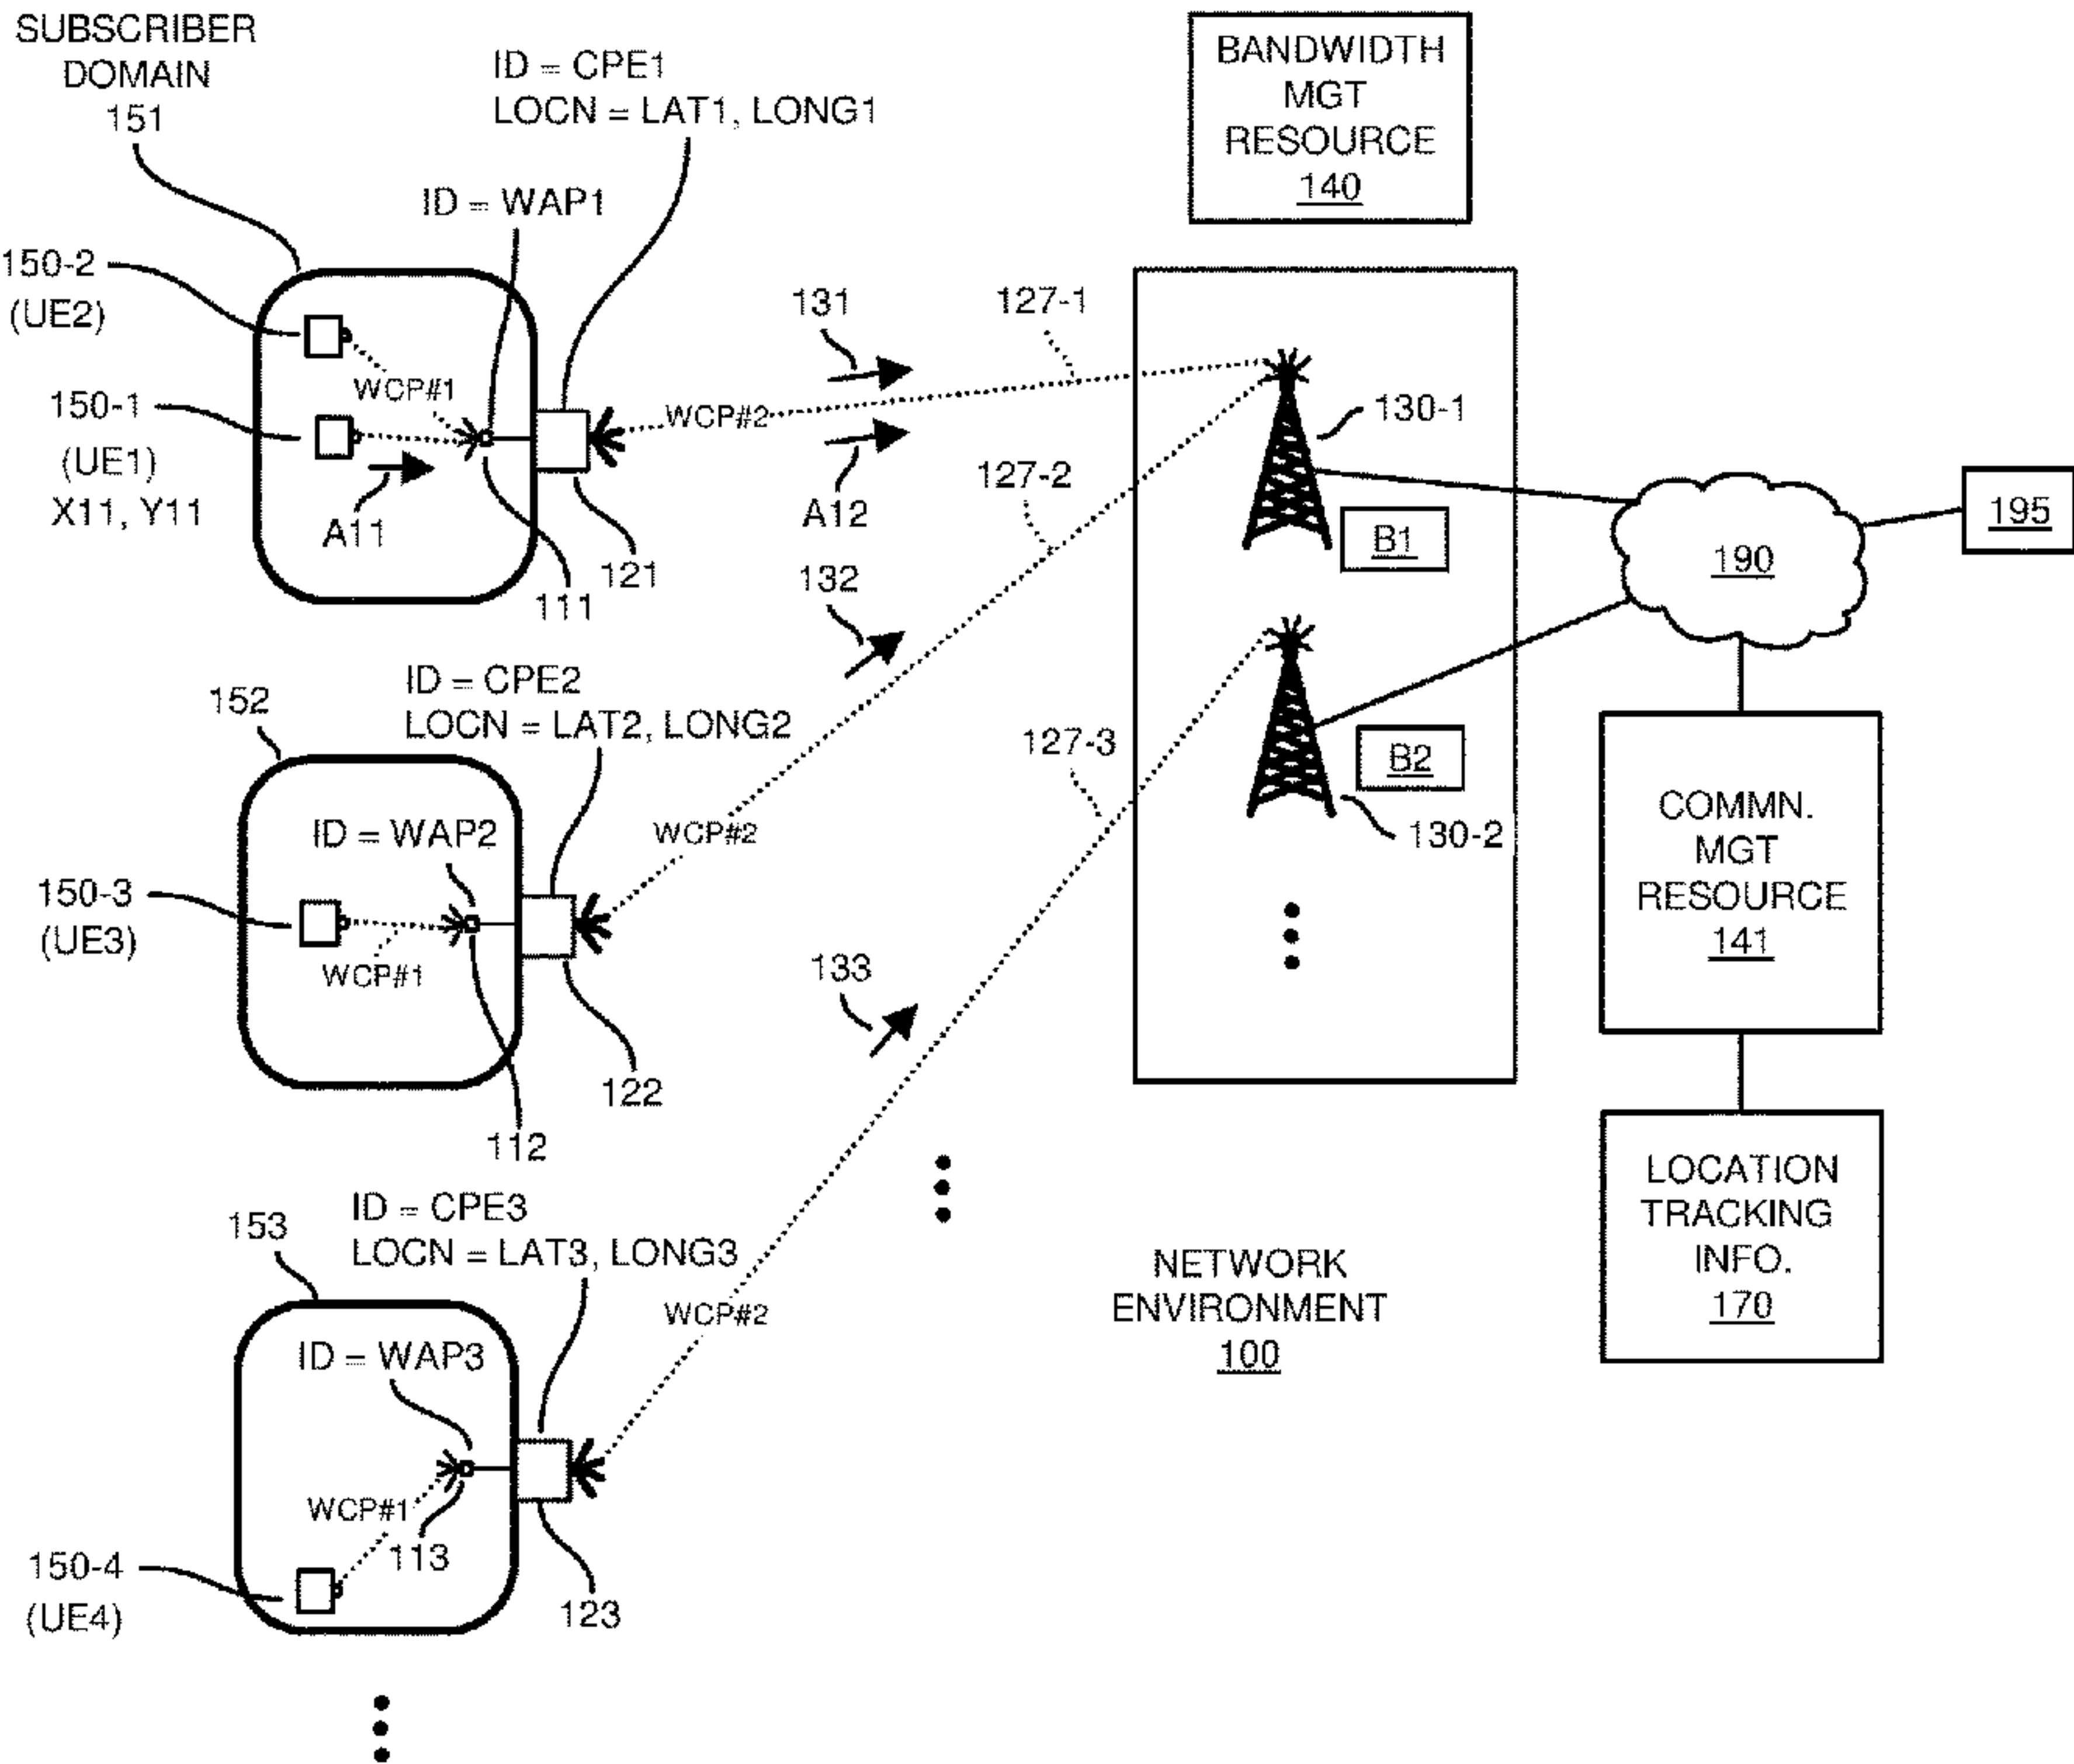 SUBSCRIBER
DOMAIN
151
ID = CPE1
LOCN = LAT1, LONG1
ID = WAP1
150-2
(UE2)
WCP#1
150-1
(UE1)
X11, Y11
A11
111
121
131
127-1
WCP#2
A12
127-2
132
BANDWIDTH
MGT
RESOURCE
140
130-1
B1
190
195
152
ID = CPE2
LOCN = LAT2, LONG2
ID = WAP2
150-3
(UE3)
WCP#1
112
122
WCP#2
127-3
133
B2
130-2
COMMN.
MGT
RESOURCE
141
LOCATION
TRACKING
INFO.
170
153
ID = CPE3
LOCN = LAT3, LONG3
ID = WAP3
WCP#1
113
150-4
(UE4)
123
WCP#2
NETWORK
ENVIRONMENT
100